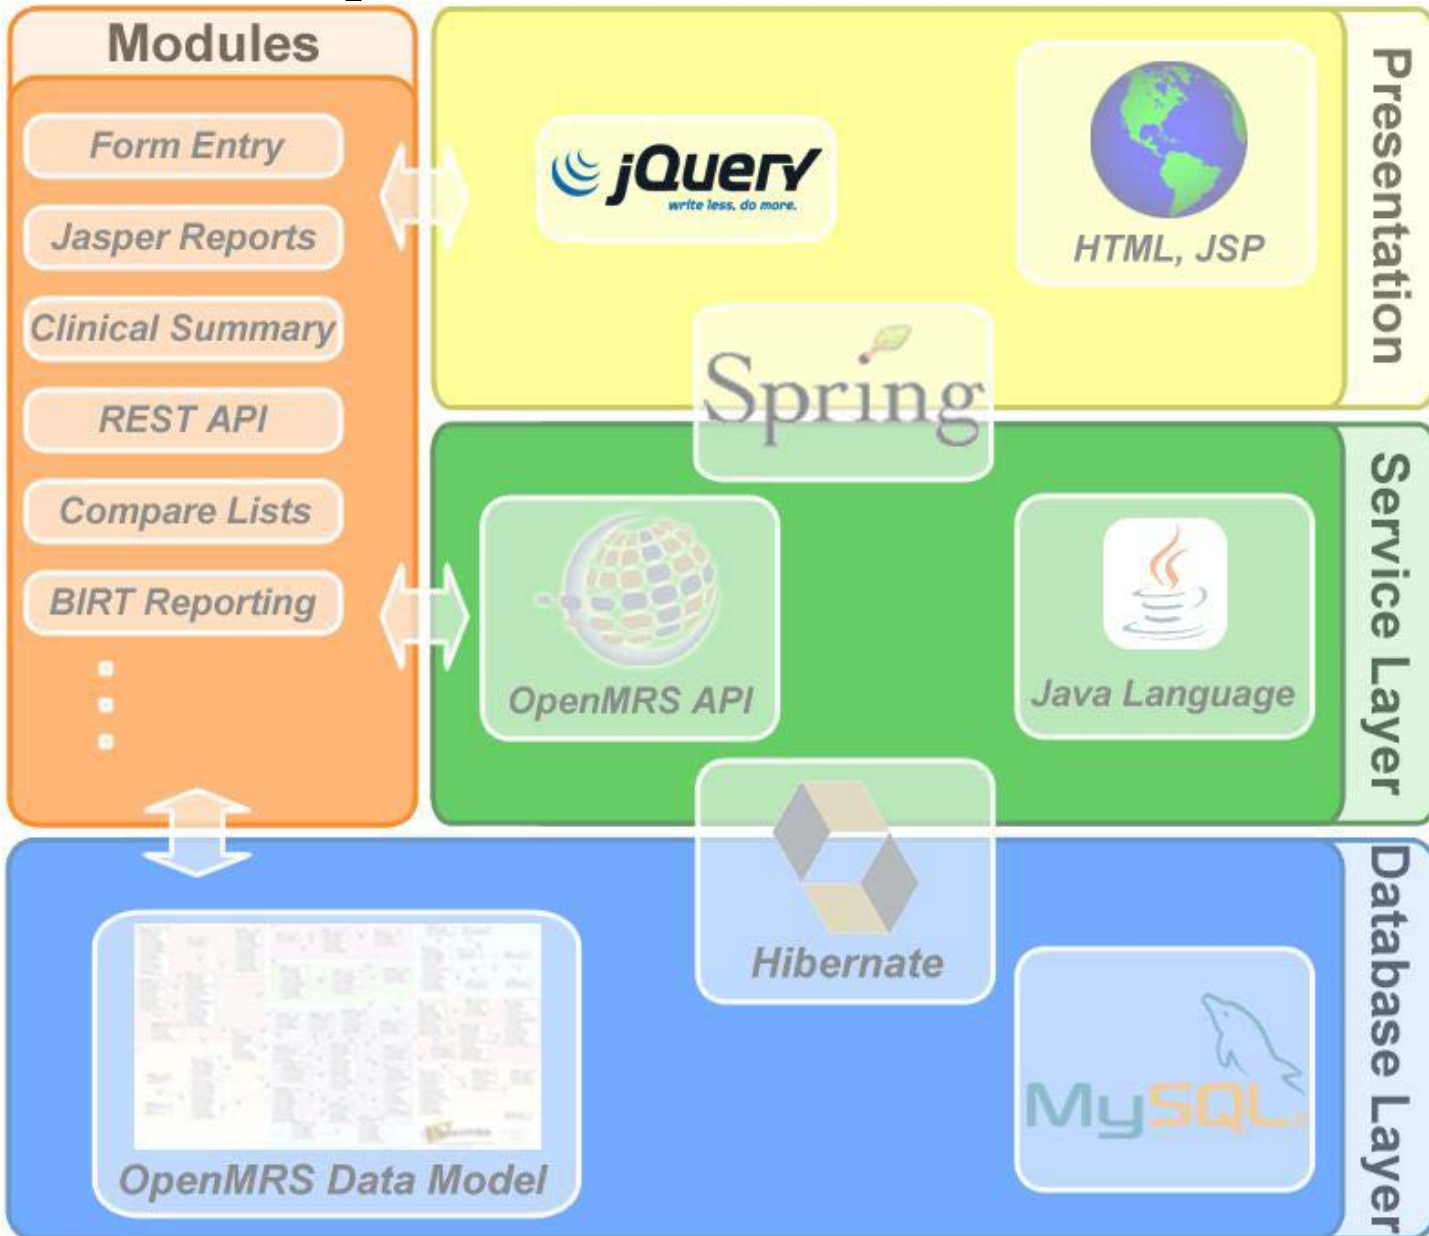 Modules
Form Entry
Jasper Reports
Clinical Summary
REST API
Compare Lists
BIRT Reporting
jQuery
write less, do more.
HTML, JSP
Presentation
Spring
OpenMRS API
Java Language
Service Layer
Hibernate
OpenMRS Data Model
MySQL
Database Layer